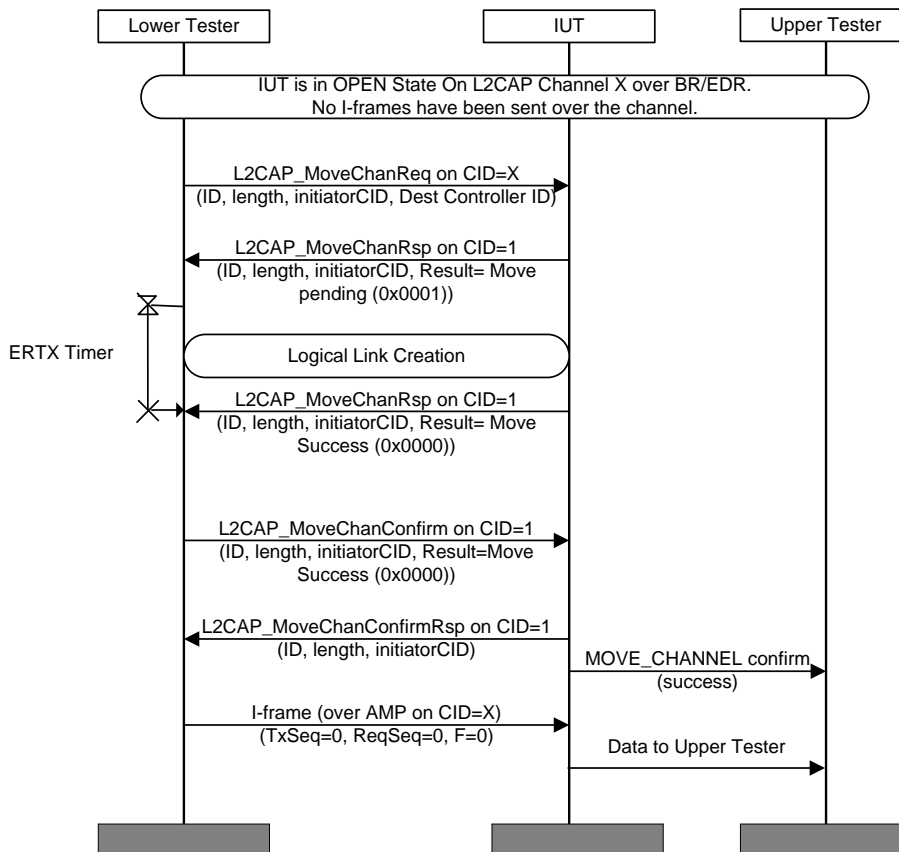 Lower Tester
IUT
Upper Tester
IUT is in OPEN State On L2CAP Channel X over BR/EDR.
No I-frames have been sent over the channel.
L2CAP_MoveChanReq on CID=X
(ID, length, initiatorCID, Dest Controller ID)
L2CAP_MoveChanRsp on CID=1
(ID, length, initiatorCID, Result= Move
pending (0x0001))
ERTX Timer
Logical Link Creation
L2CAP_MoveChanRsp on CID=1
(ID, length, initiatorCID, Result= Move
Success (0x0000))
L2CAP_MoveChanConfirm on CID=1
(ID, length, initiatorCID, Result=Move
Success (0x0000))
L2CAP_MoveChanConfirmRsp on CID=1
(ID, length, initiatorCID)
MOVE_CHANNEL confirm
(success)
I-frame (over AMP on CID=X)
(TxSeq=0, ReqSeq=0, F=0)
Data to Upper Tester